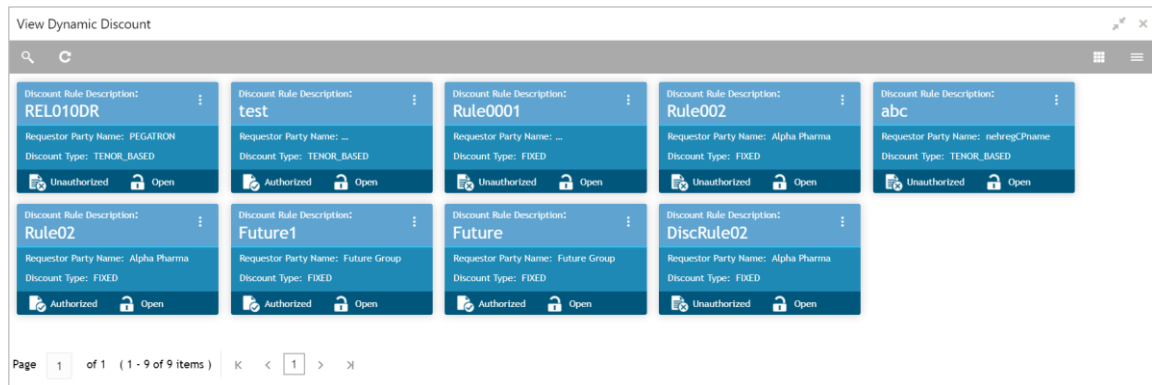 View Dynamic Discount
Discount Rule Description:
REL010DR
Requestor Party Name: PEGATRON
Discount Type: TENOR_BASED
Unauthorized Open
Discount Rule Description:
test
Requestor Party Name: ...
Discount Type: TENOR_BASED
Authorized Open
Discount Rule Description:
Rule0001
Requestor Party Name: ...
Discount Type: FIXED
Unauthorized Open
Discount Rule Description:
Rule002
Requestor Party Name: Alpha Pharma
Discount Type: FIXED
Unauthorized Open
Discount Rule Description:
abc
Requestor Party Name: nehregCPname
Discount Type: TENOR_BASED
Unauthorized Open
Discount Rule Description:
Rule02
Requestor Party Name: Alpha Pharma
Discount Type: FIXED
Authorized Open
Discount Rule Description:
Future1
Requestor Party Name: Future Group
Discount Type: FIXED
Authorized Open
Discount Rule Description:
Future
Requestor Party Name: Future Group
Discount Type: FIXED
Authorized Open
Discount Rule Description:
DiscRule02
Requestor Party Name: Alpha Pharma
Discount Type: FIXED
Unauthorized Open
Page 1 of 1 ( 1 - 9 of 9 items ) 1